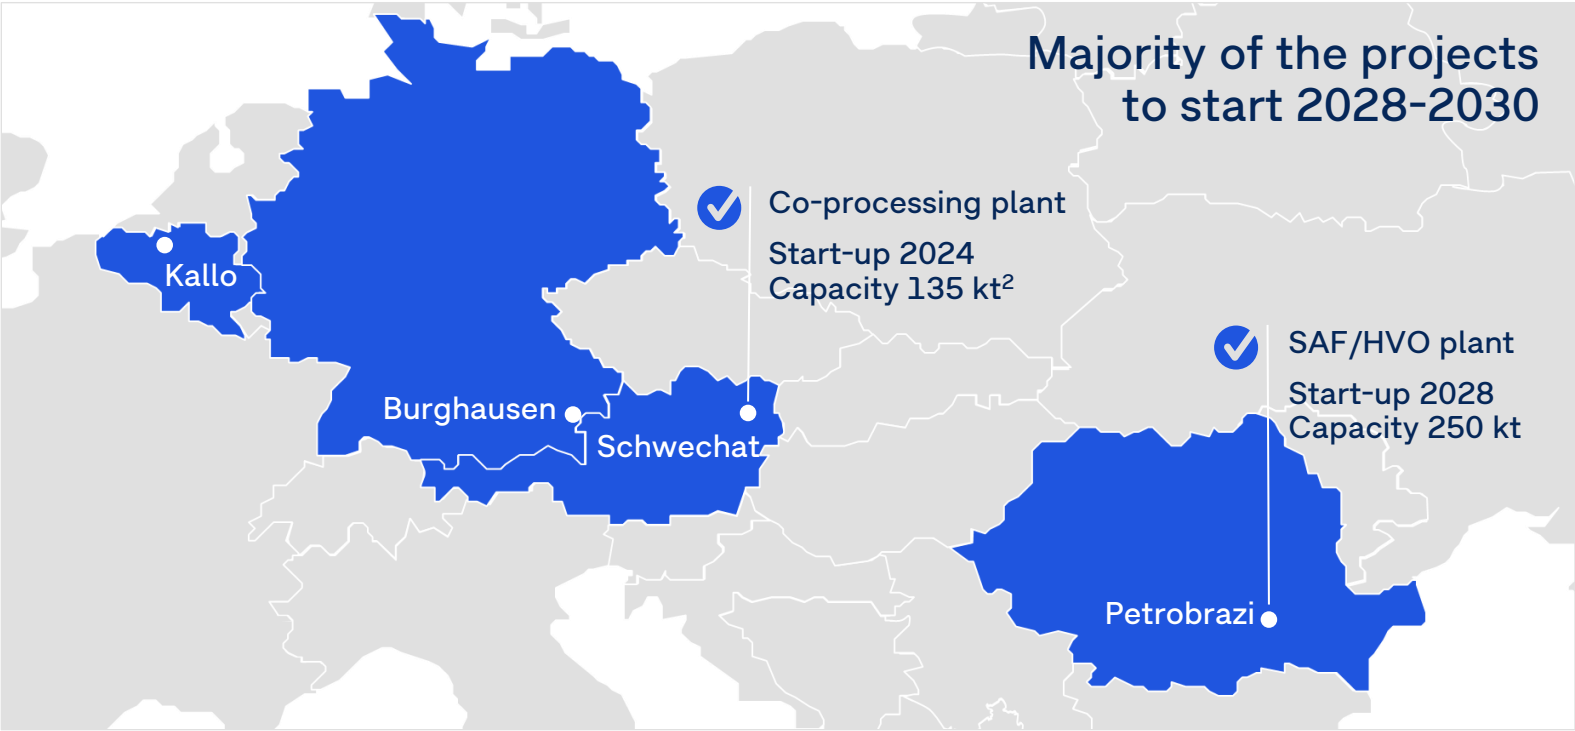 Majority of the projects
to start 2028-2030
Co-processing plant
Start-up 2024
Capacity 135 kt²
Kallo
SAF/HVO plant
Start-up 2028
Capacity 250 kt
Burghausen
Schwechat
Petrobrazi